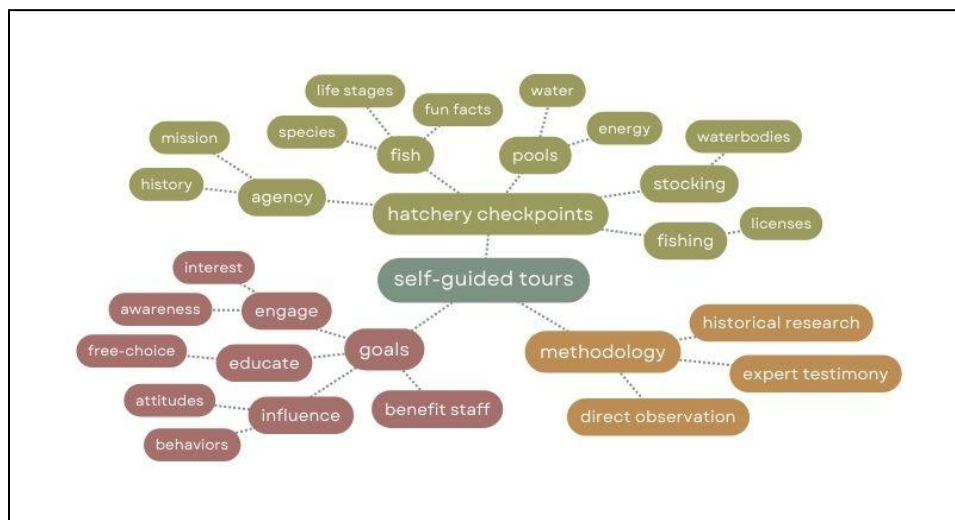 life stages
water
fun facts
species
energy
waterbodies
mission
fish
pools
history
agency
stocking
hatchery checkpoints
licenses
fishing
self-guided tours
interest
awareness
engage
free-choice
educate
goals
attitudes
influence
behaviors
benefit staff
historical research
methodology
expert testimony
direct observation